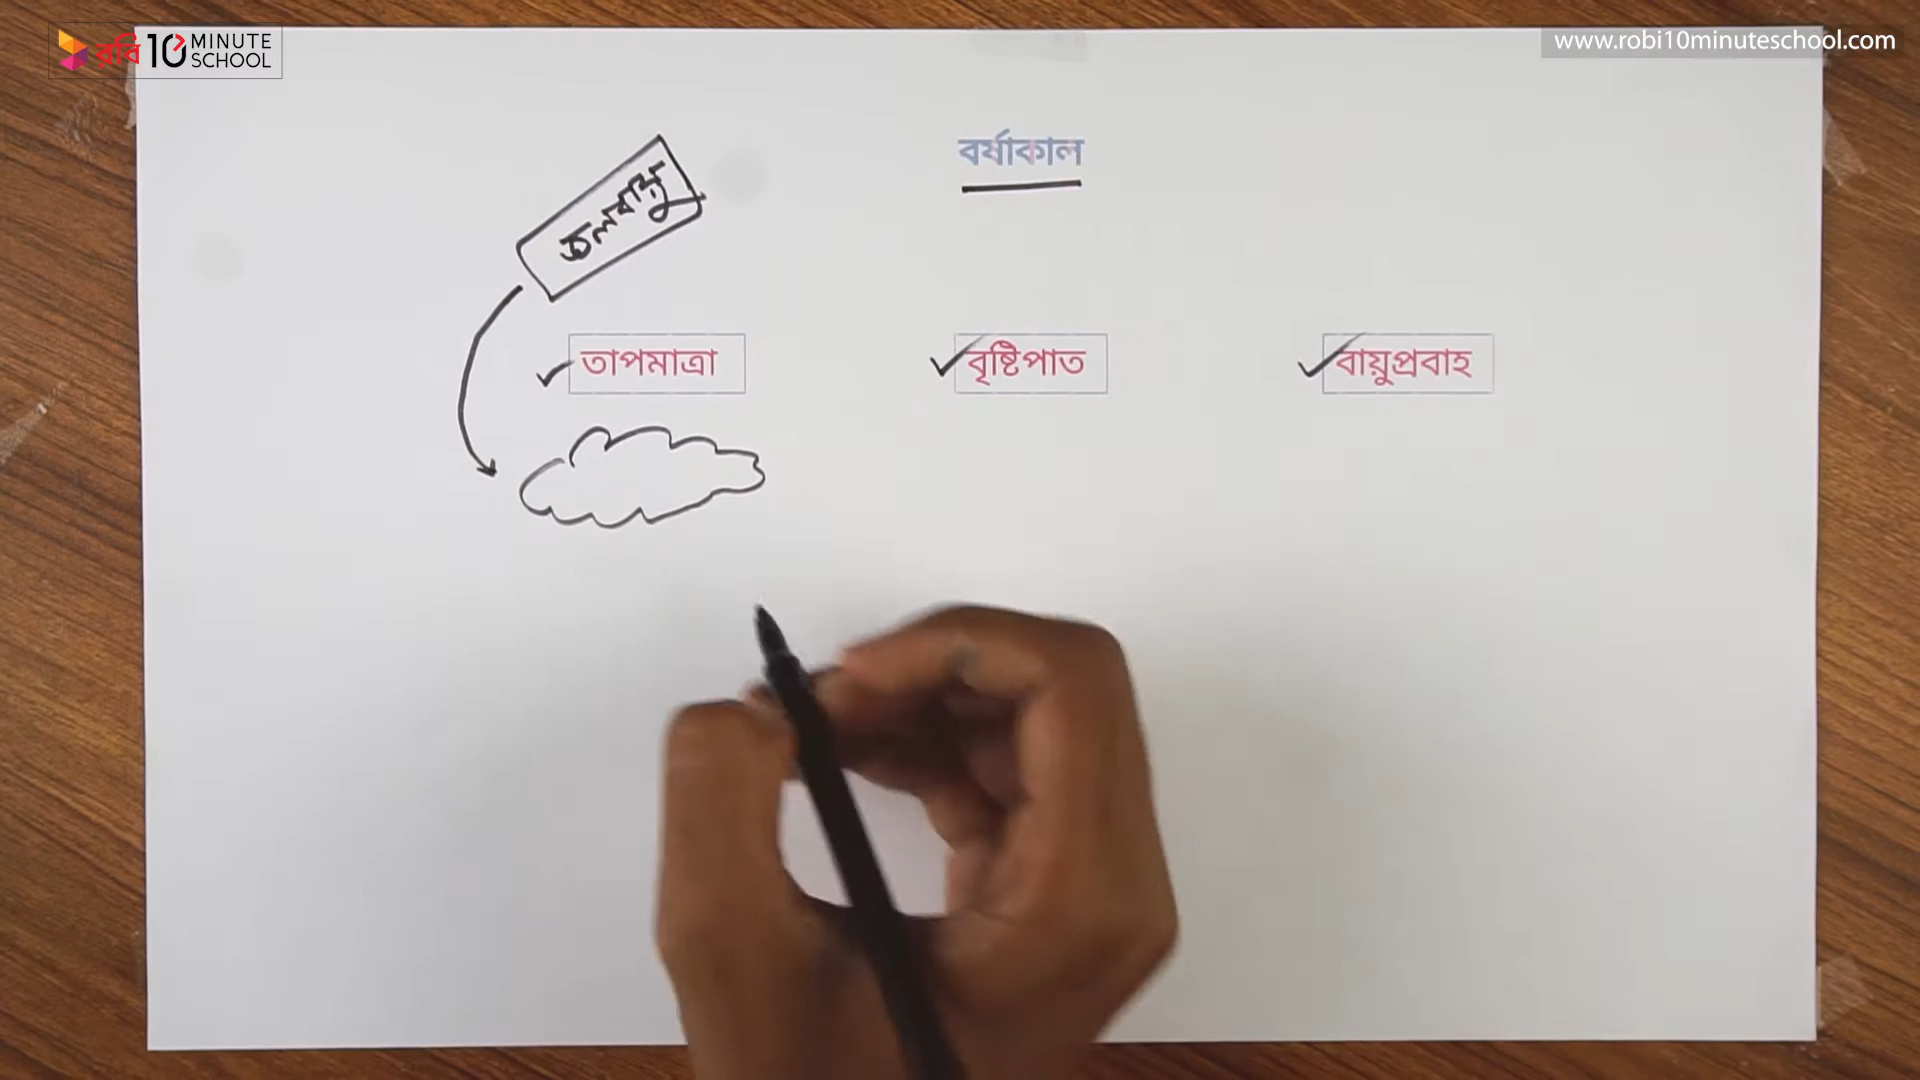 রবি 10 MINUTE SCHOOL
www.robi10minuteschool.com
বর্ষাকাল
জলবায়ু
তাপমাত্রা
বৃষ্টিপাত
বায়ুপ্রবাহ